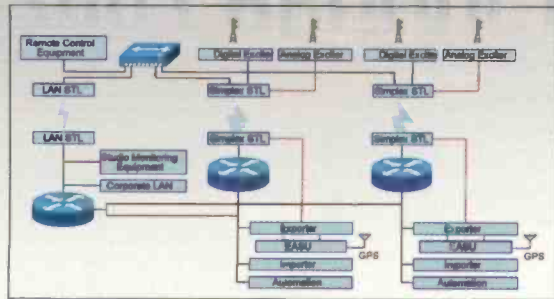 Remote Control
Equipment
Digital Exciter
Analog Exciter
Digital Exciter
Analog Exciter
LAN STL
Simplex STL
Simplex STL
LAN STL
Simplex STL
Simplex STL
Studio Monitoring
Equipment
Corporate LAN
Exporter
EASU
GPS
Importer
Automation
Exporter
EASU
GPS
Importer
Automation